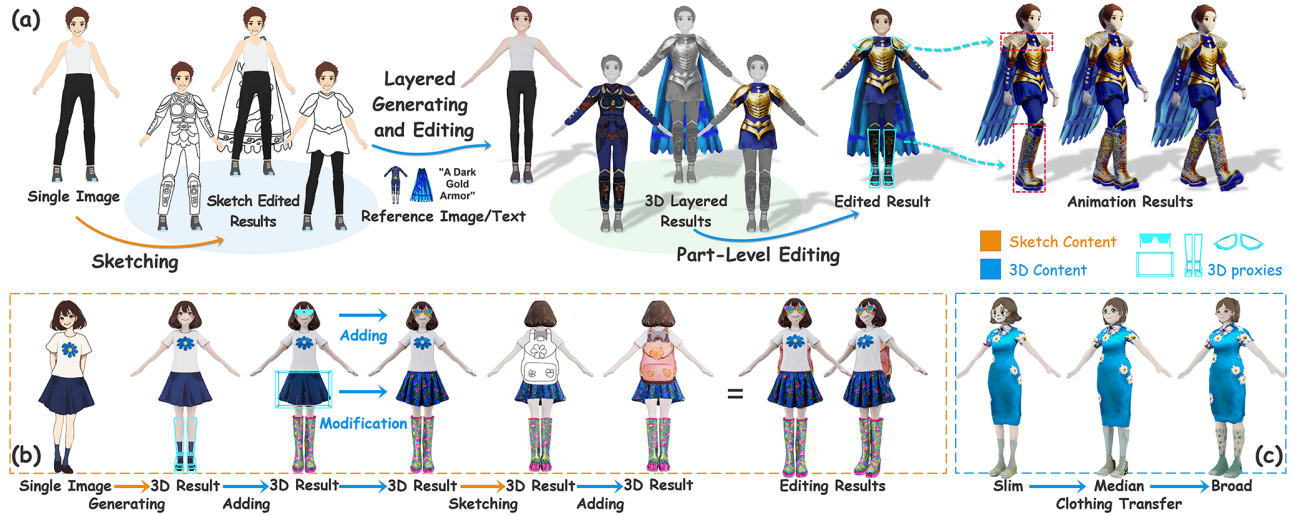 (a)
Single Image
Sketching
Sketch Edited
Results
Layered
Generating
and Editing
"A Dark
Gold
Armor"
Reference Image/Text
3D Layered
Results
Part-Level Editing
Edited Result
Animation Results
Sketch Content
3D Content
3D proxies
(b)
Adding
Modification
=
Single Image
Generating
3D Result
Adding
3D Result
3D Result
Sketching
3D Result
Adding
3D Result
Editing Results
(c)
Slim
Median
Broad
Clothing Transfer